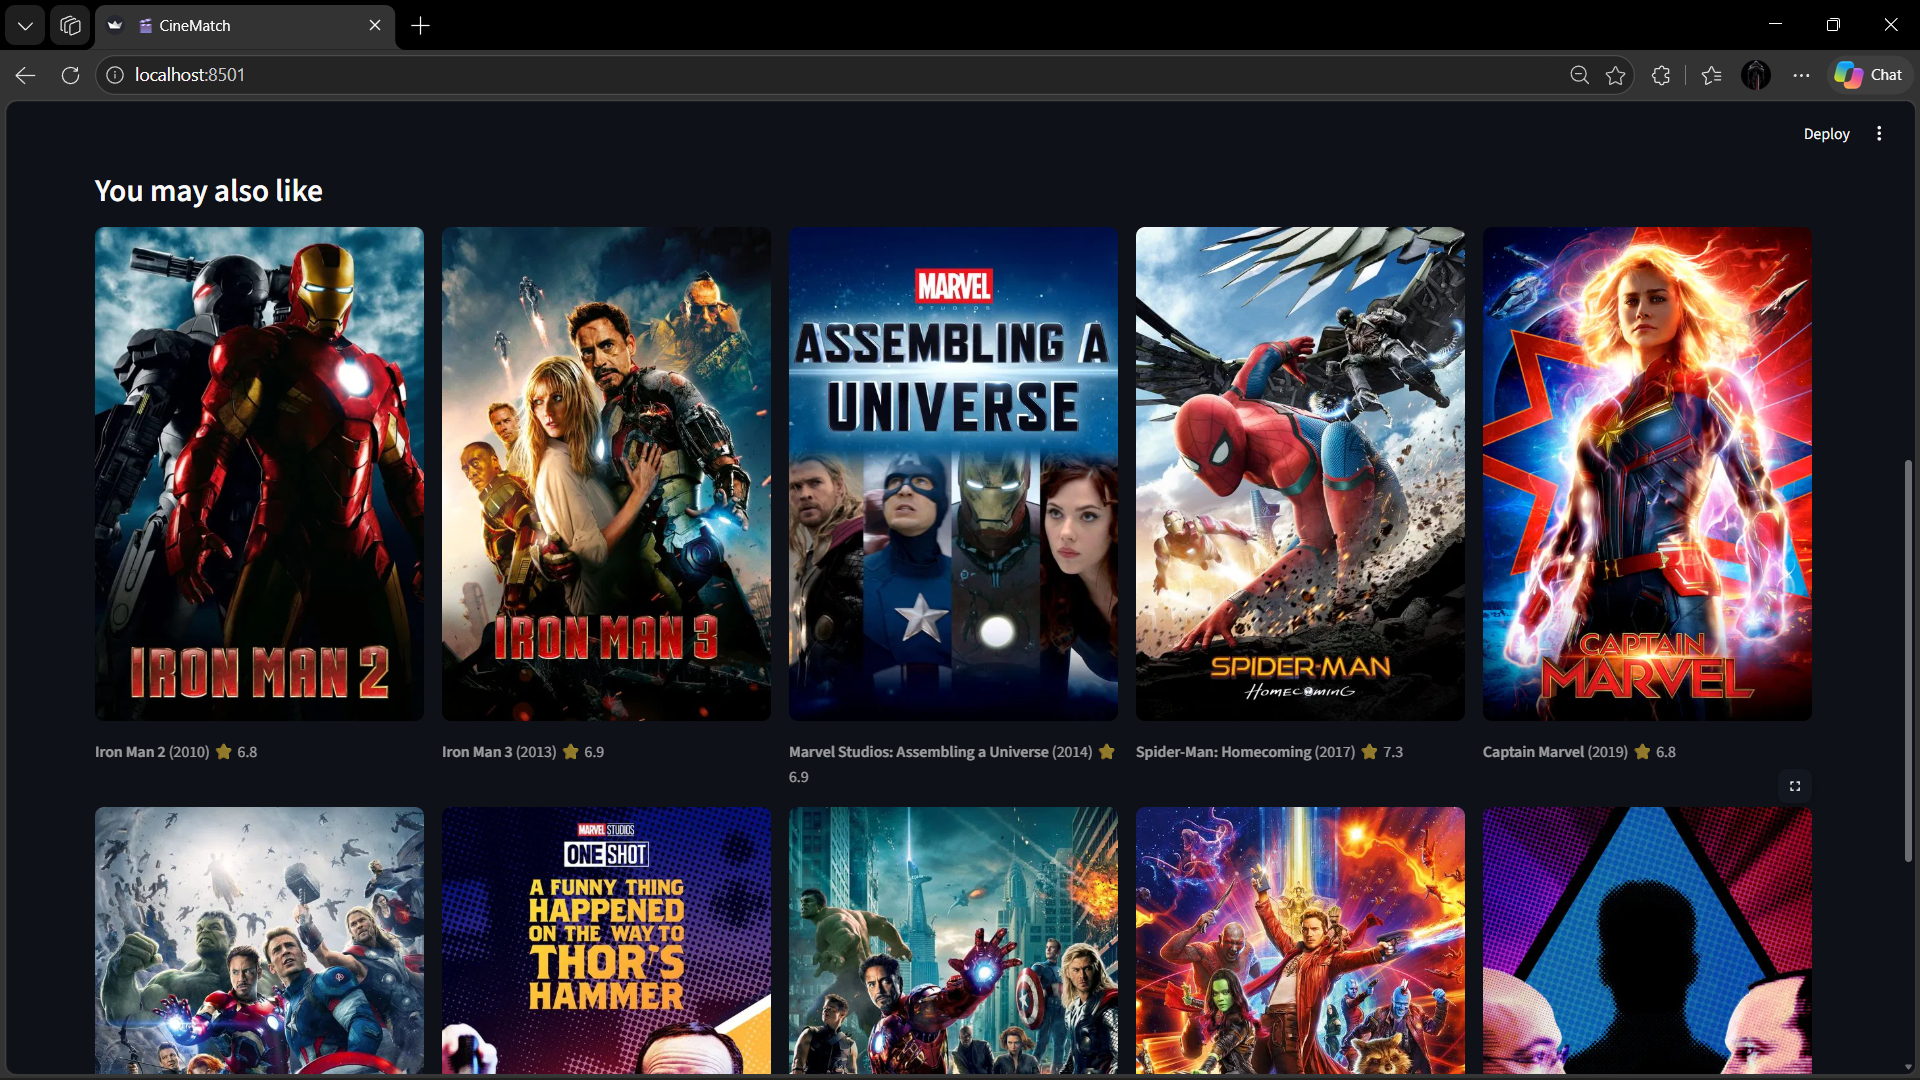 CineMatch
localhost:8501
Chat
Deploy
You may also like
IRON MAN 2
IRON MAN 3
MARVEL
STUDIOS
ASSEMBLING A
UNIVERSE
SPIDER-MAN
HOMECOMING
CAPTAIN
MARVEL
Iron Man 2 (2010) ⭐ 6.8
Iron Man 3 (2013) ⭐ 6.9
Marvel Studios: Assembling a Universe (2014) ⭐
6.9
Spider-Man: Homecoming (2017) ⭐ 7.3
Captain Marvel (2019) ⭐ 6.8
MARVEL STUDIOS
ONE SHOT
A FUNNY THING
HAPPENED
ON THE WAY TO
THOR'S
HAMMER